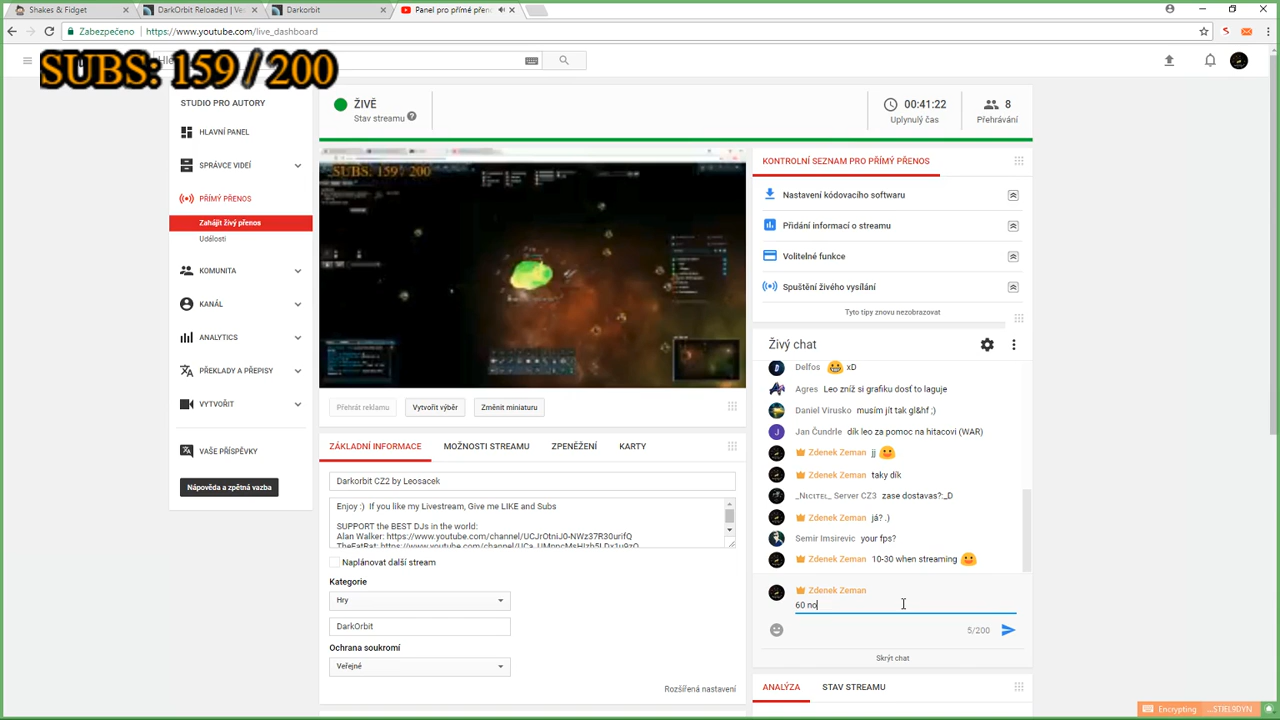 Shakes & Fidget
DarkOrbit Reloaded | Ves
Darkorbit
Panel pro přímé přen
Zabezpečeno
https://www.youtube.com/live_dashboard
SUBS: 159 / 200
STUDIO PRO AUTORY
HLAVNÍ PANEL
SPRÁVCE VIDEÍ
PŘÍMÝ PŘENOS
Zahájit živý přenos
Události
KOMUNITA
KANÁL
ANALYTICS
PŘEKLADY A PŘEPISY
VYTVOŘIT
VAŠE PŘÍSPĚVKY
Nápověda a zpětná vazba
ŽIVĚ
Stav streamu
00:41:22
Uplynulý čas
8
Přehrávání
SUBS: 159 / 200
Přehrát reklamu
Vytvořit výběr
Změnit miniaturu
ZÁKLADNÍ INFORMACE
MOŽNOSTI STREAMU
ZPENĚŽENÍ
KARTY
Darkorbit CZ2 by Leosacek
Enjoy :) If you like my Livestream, Give me LIKE and Subs
SUPPORT the BEST DJs in the world:
Alan Walker: https://www.youtube.com/channel/UCJrOtniJ0-NWz37R30urifQ
Naplánovat další stream
Kategorie
Hry
DarkOrbit
Ochrana soukromí
Veřejné
Rozšířená nastavení
KONTROLNÍ SEZNAM PRO PŘÍMÝ PŘENOS
Nastavení kódovacího softwaru
Přidání informací o streamu
Volitelné funkce
Spuštění živého vysílání
Tyto tipy znovu nezobrazovat
Živý chat
Delfos xD
Agres Leo zníž si grafiku dosť to laguje
Daniel Virusko musím jít tak gl&hf ;)
Jan Čundrle dík leo za pomoc na hitacovi (WAR)
Zdenek Zeman jj
Zdenek Zeman taky dík
_Nιcιтеl_ Server CZ3 zase dostavas?:_D
Zdenek Zeman já? .)
Semir Imsirevic your fps?
Zdenek Zeman 10-30 when streaming
Zdenek Zeman
60 no
5/200
Skrýt chat
ANALÝZA
STAV STREAMU
Encrypting
...STJEL9DYN